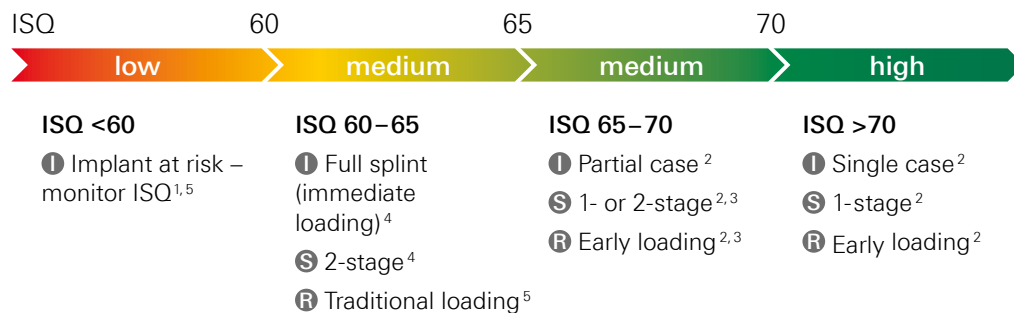 ISQ 60 65 70
low medium medium high
ISQ <60
I Implant at risk –
monitor ISQ1, 5
ISQ 60–65
I Full splint
(immediate
loading)4
S 2-stage4
R Traditional loading5
ISQ 65–70
I Partial case2
S 1- or 2-stage2, 3
R Early loading2, 3
ISQ >70
I Single case2
S 1-stage2
R Early loading2